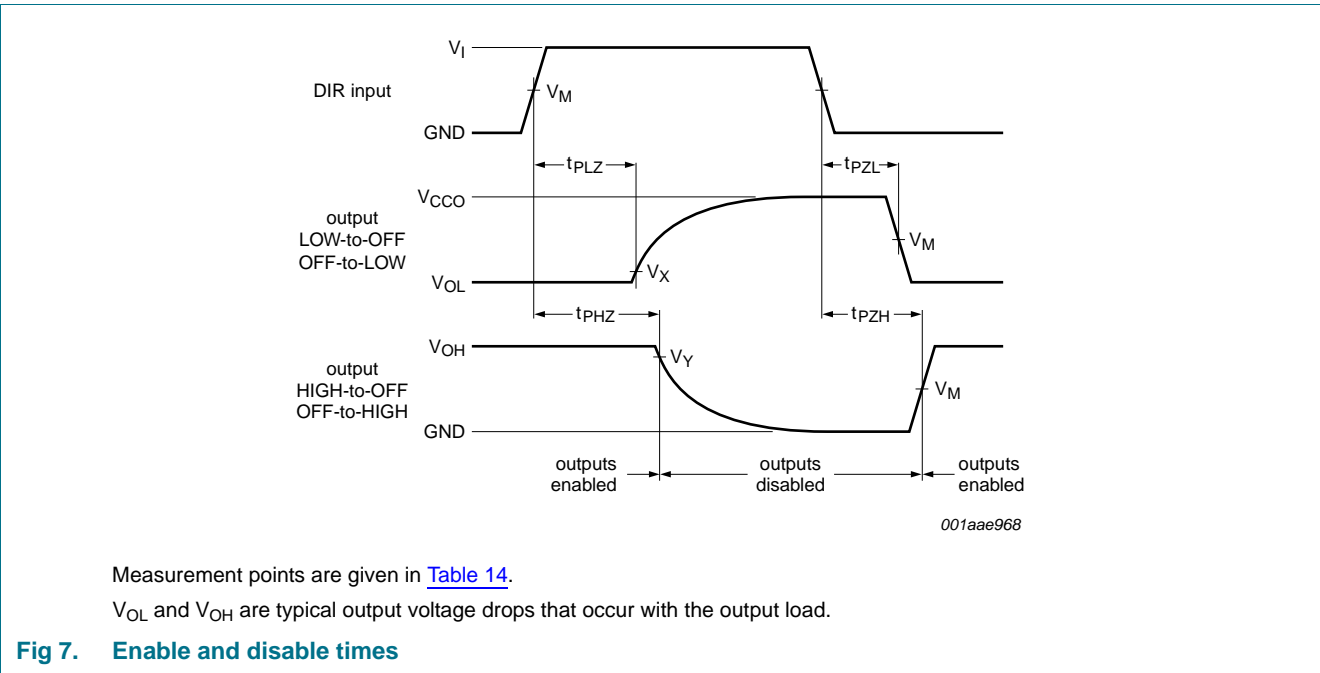 V_I
DIR input
V_M
GND
t_PLZ
t_PZL
V_CCO
output
LOW-to-OFF
OFF-to-LOW
V_M
V_X
V_OL
t_PHZ
t_PZH
V_OH
V_Y
output
HIGH-to-OFF
OFF-to-HIGH
V_M
GND
outputs
enabled
outputs
disabled
outputs
enabled
001aae968
Measurement points are given in Table 14.
V_OL and V_OH are typical output voltage drops that occur with the output load.
Fig 7. Enable and disable times